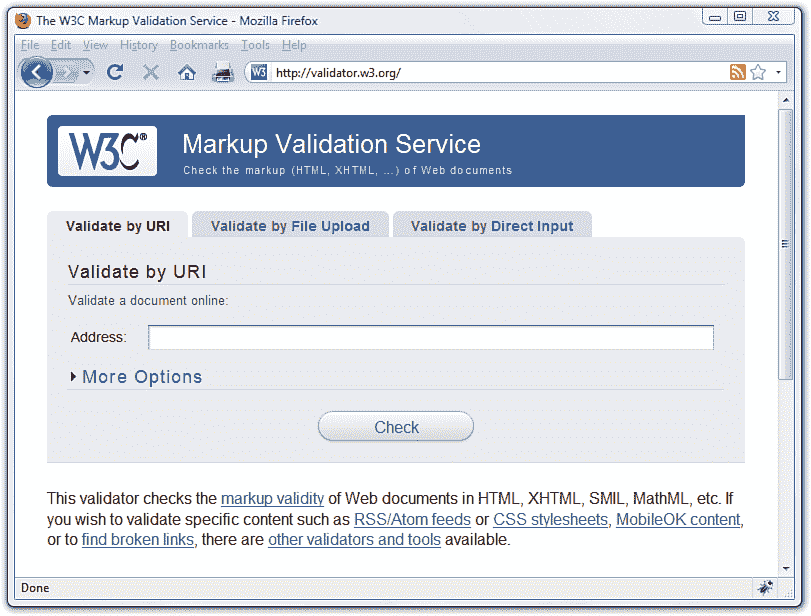 The W3C Markup Validation Service - Mozilla Firefox
File Edit View History Bookmarks Tools Help
W3 http://validator.w3.org/
W3C® Markup Validation Service
Check the markup (HTML, XHTML, ...) of Web documents
Validate by URI Validate by File Upload Validate by Direct Input
Validate by URI
Validate a document online:
Address:
More Options
Check
This validator checks the markup validity of Web documents in HTML, XHTML, SMIL, MathML, etc. If
you wish to validate specific content such as RSS/Atom feeds or CSS stylesheets, MobileOK content,
or to find broken links, there are other validators and tools available.
Done